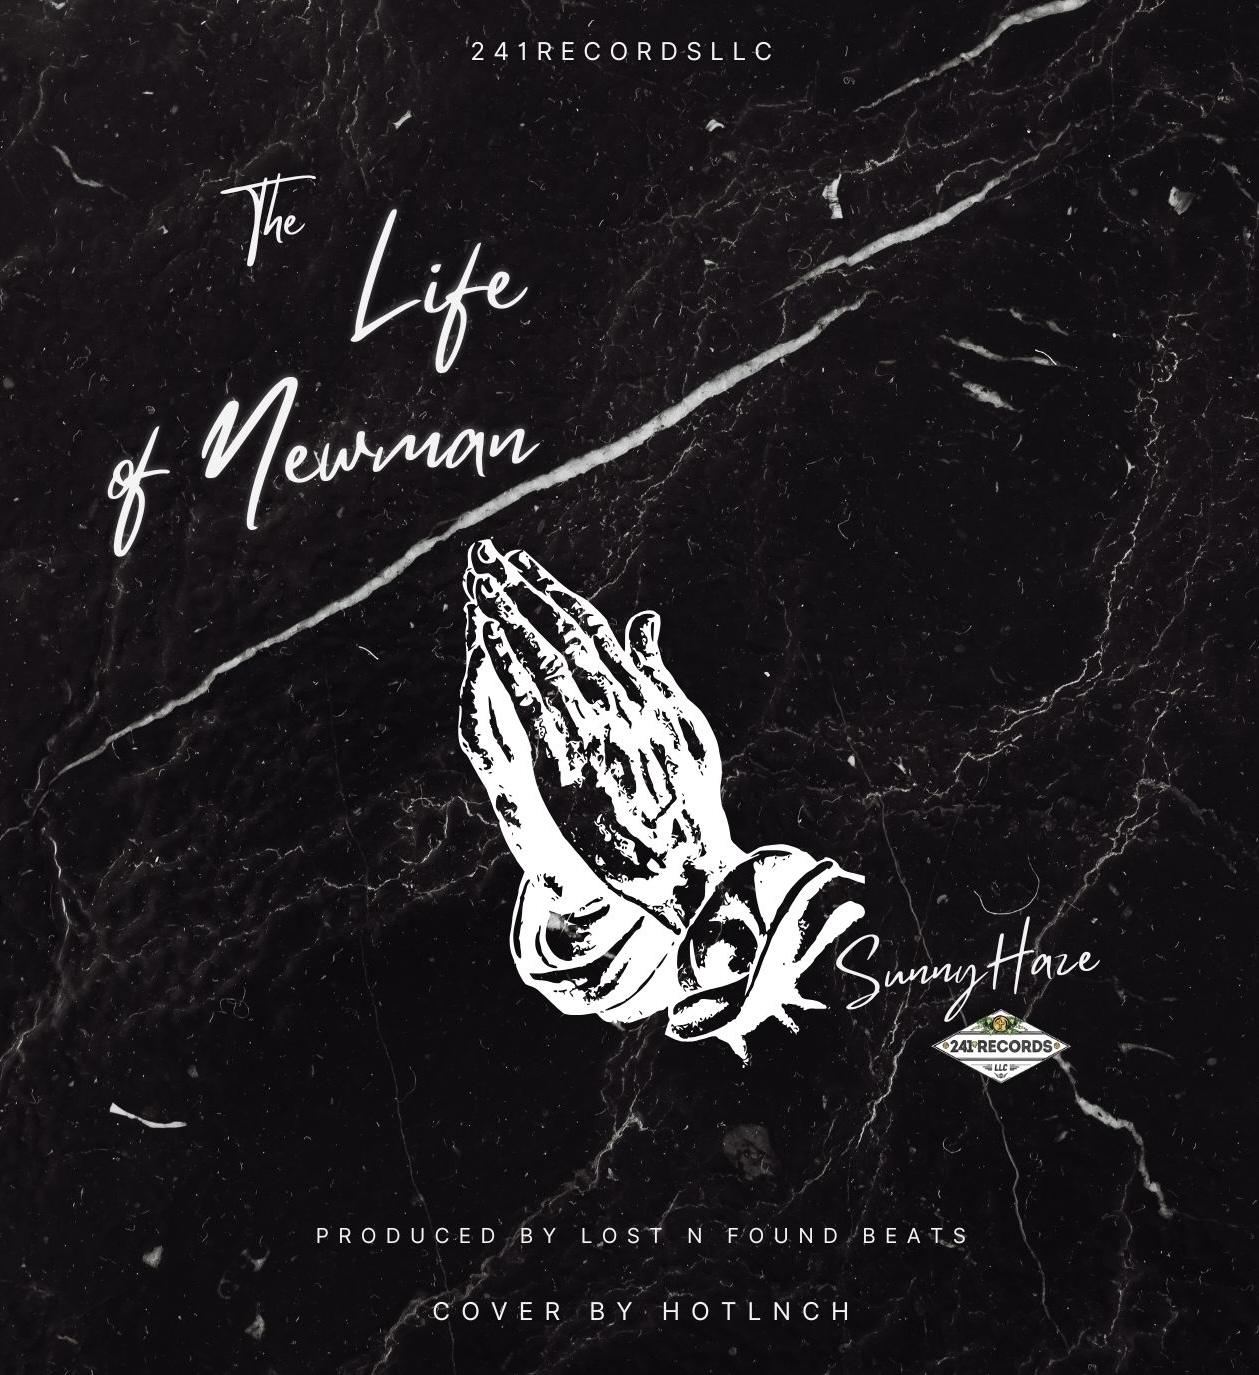 241RECORDSLLC
The
Life
of Newman
SunnyHaze
241 RECORDS
LLC
PRODUCED BY LOST N FOUND BEATS
COVER BY HOTLNCH